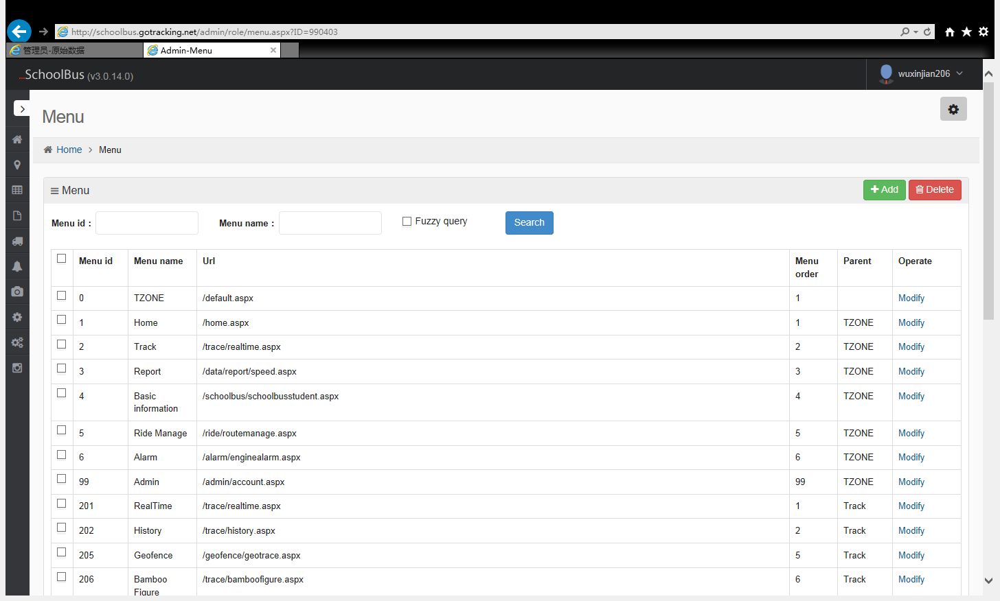 http://schoolbus.gotracking.net/admin/role/menu.aspx?ID=990403
管理员-原始数据 Admin-Menu
...SchoolBus (v3.0.14.0) wuxinjian206
Menu
Home > Menu
Menu Add Delete
Menu id : Menu name : Fuzzy query Search
Menu id Menu name Url Menu order Parent Operate
0 TZONE /default.aspx 1 Modify
1 Home /home.aspx 1 TZONE Modify
2 Track /trace/realtime.aspx 2 TZONE Modify
3 Report /data/report/speed.aspx 3 TZONE Modify
4 Basic information /schoolbus/schoolbusstudent.aspx 4 TZONE Modify
5 Ride Manage /ride/routemanage.aspx 5 TZONE Modify
6 Alarm /alarm/enginealarm.aspx 6 TZONE Modify
99 Admin /admin/account.aspx 99 TZONE Modify
201 RealTime /trace/realtime.aspx 1 Track Modify
202 History /trace/history.aspx 2 Track Modify
205 Geofence /geofence/geotrace.aspx 5 Track Modify
206 Bamboo Figure /trace/bamboofigure.aspx 6 Track Modify